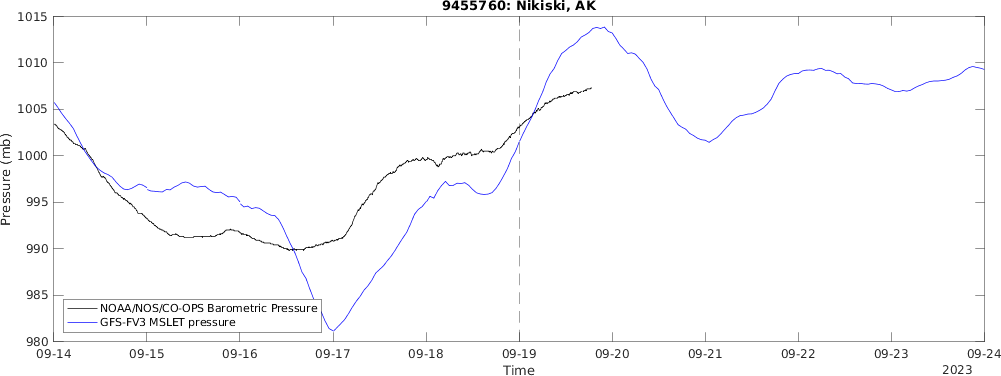 9455760: Nikiski, AK
Pressure (mb)
1015
1010
1005
1000
995
990
985
980
NOAA/NOS/CO-OPS Barometric Pressure
GFS-FV3 MSLET pressure
09-14 09-15 09-16 09-17 09-18 09-19 09-20 09-21 09-22 09-23 09-24
Time
2023